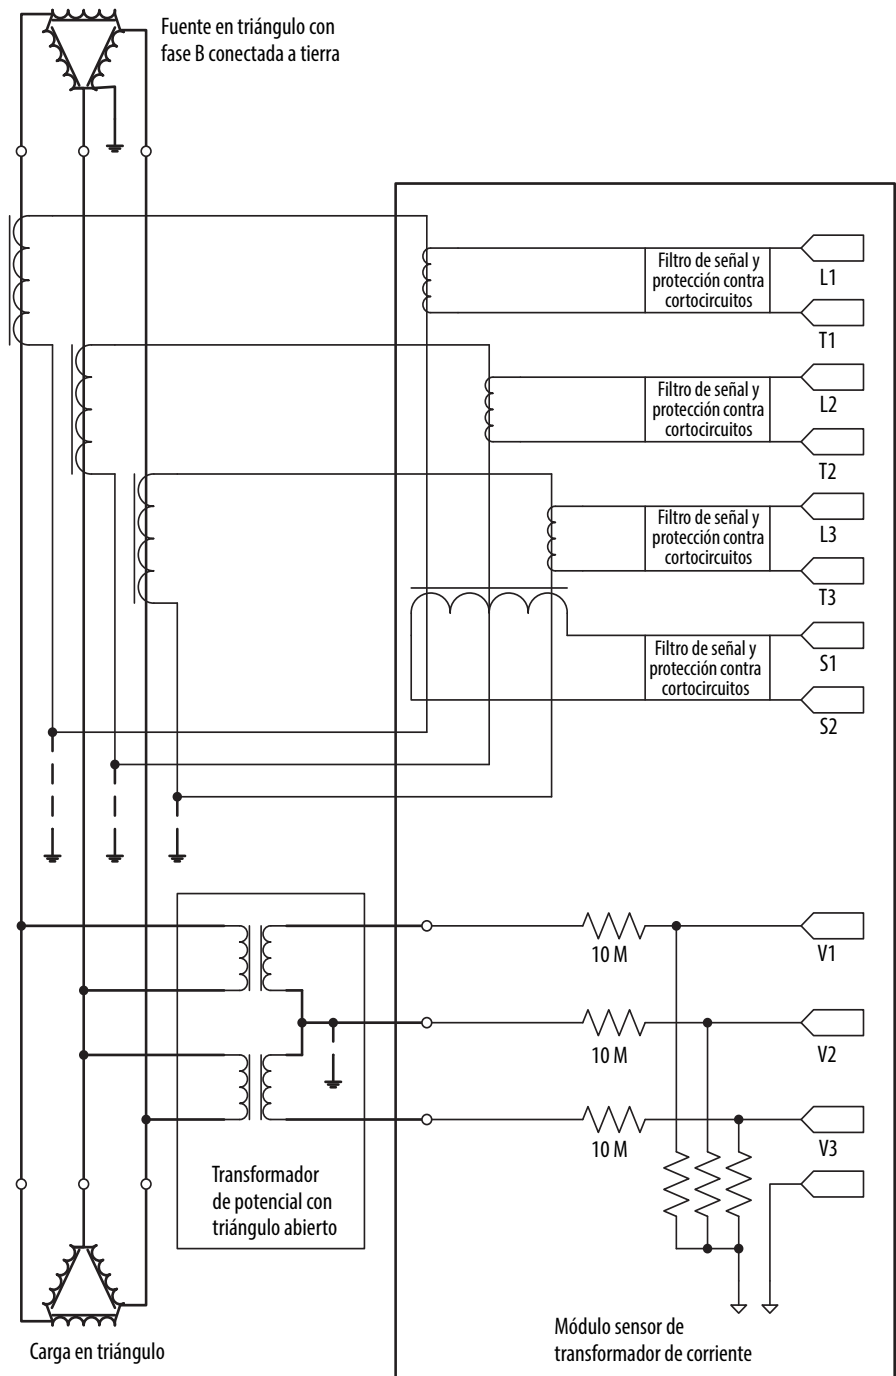 Fuente en triángulo con
fase B conectada a tierra
Filtro de señal y
protección contra
cortocircuitos
L1
T1
Filtro de señal y
protección contra
cortocircuitos
L2
T2
Filtro de señal y
protección contra
cortocircuitos
L3
T3
Filtro de señal y
protección contra
cortocircuitos
S1
S2
10 M
V1
10 M
V2
10 M
V3
Transformador
de potencial con
triángulo abierto
Carga en triángulo
Módulo sensor de
transformador de corriente